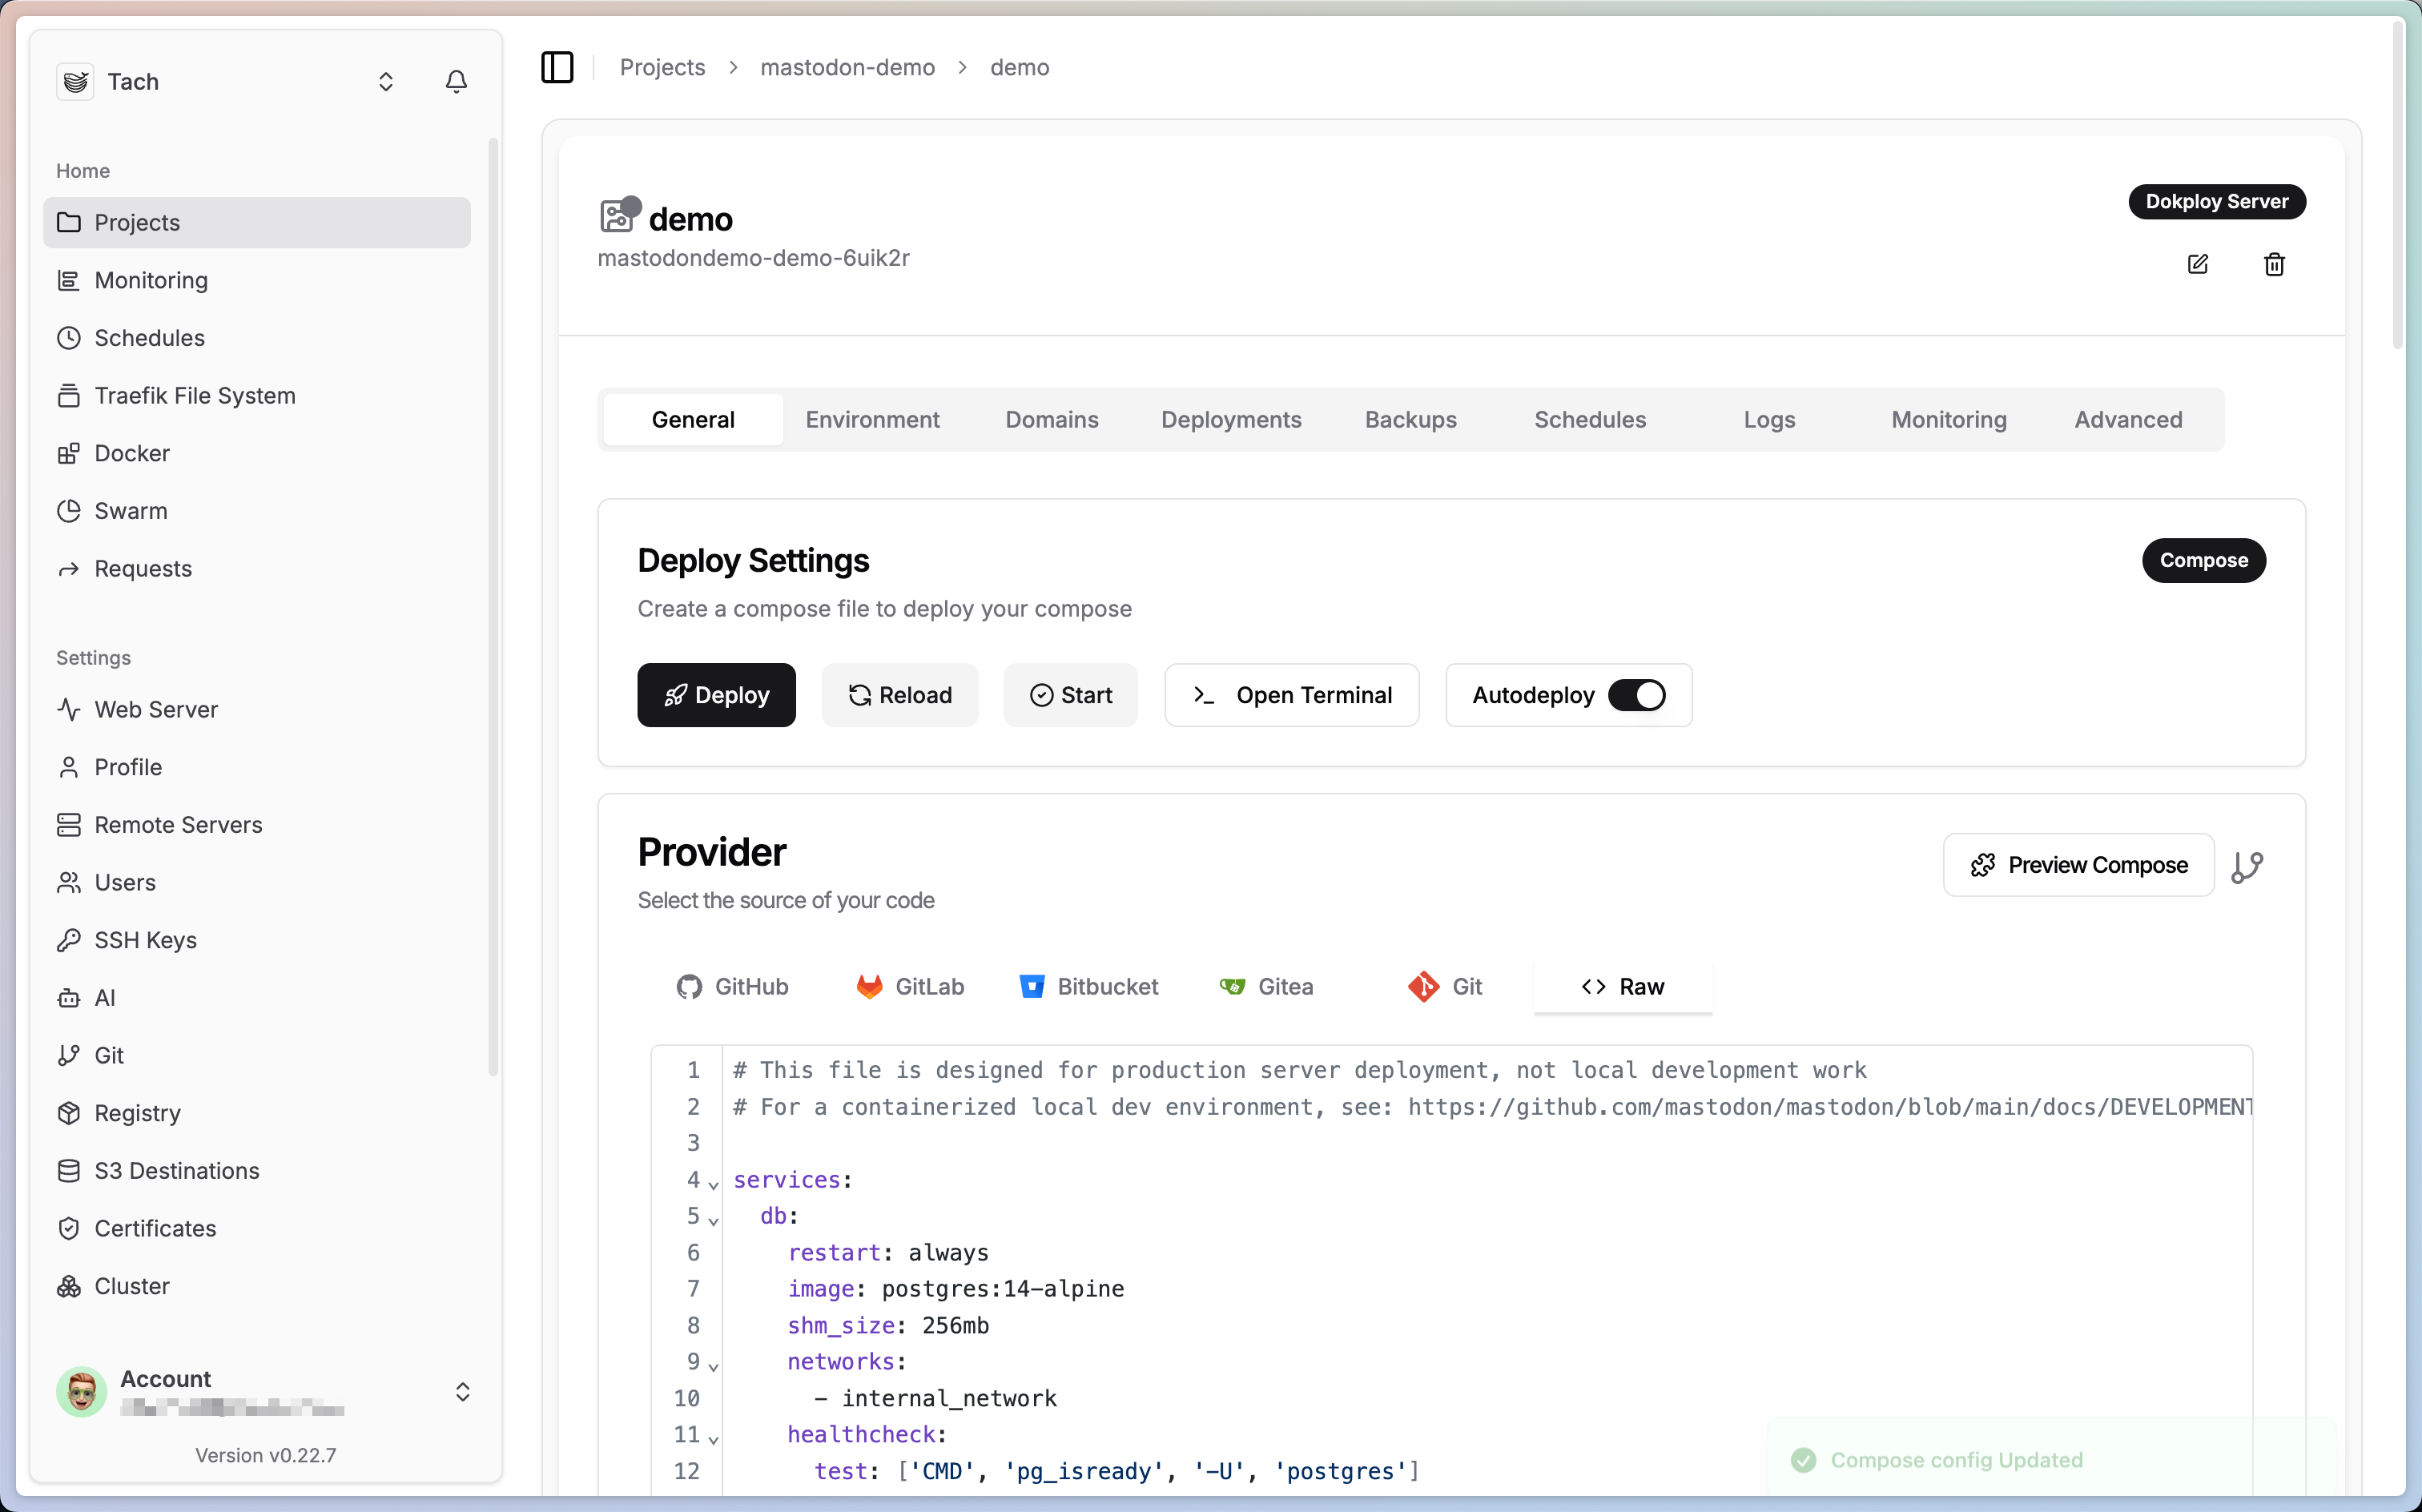 Tach
Home
Projects
Monitoring
Schedules
Traefik File System
Docker
Swarm
Requests
Settings
Web Server
Profile
Remote Servers
Users
SSH Keys
AI
Git
Registry
S3 Destinations
Certificates
Cluster
Account
Version v0.22.7
Projects > mastodon-demo > demo
demo
mastodondemo-demo-6uik2r
Dokploy Server
General Environment Domains Deployments Backups Schedules Logs Monitoring Advanced
Deploy Settings
Compose
Create a compose file to deploy your compose
Deploy Reload Start Open Terminal Autodeploy
Provider
Select the source of your code
Preview Compose
GitHub GitLab Bitbucket Gitea Git Raw
1 # This file is designed for production server deployment, not local development work
2 # For a containerized local dev environment, see: https://github.com/mastodon/mastodon/blob/main/docs/DEVELOPMENT
3
4 services:
5 db:
6 restart: always
7 image: postgres:14-alpine
8 shm_size: 256mb
9 networks:
10 - internal_network
11 healthcheck:
12 test: ['CMD', 'pg_isready', '-U', 'postgres']
Compose config Updated